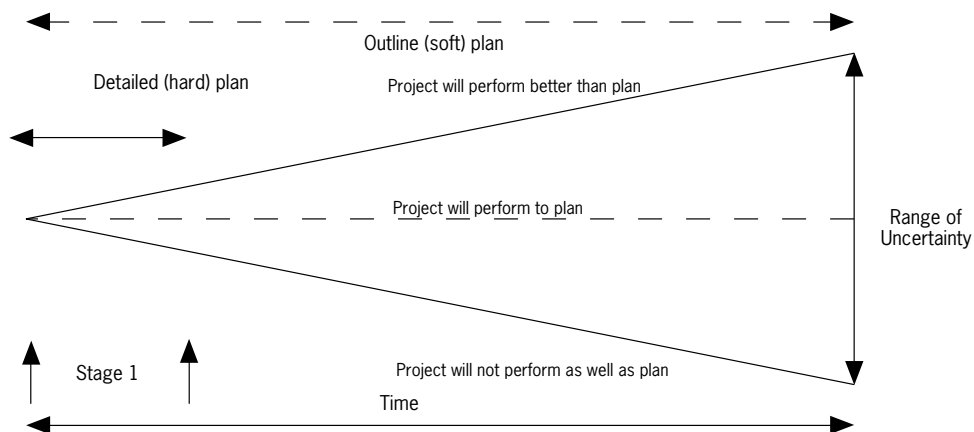 Outline (soft) plan
Detailed (hard) plan
Project will perform better than plan
Project will perform to plan
Range of
Uncertainty
Stage 1
Project will not perform as well as plan
Time